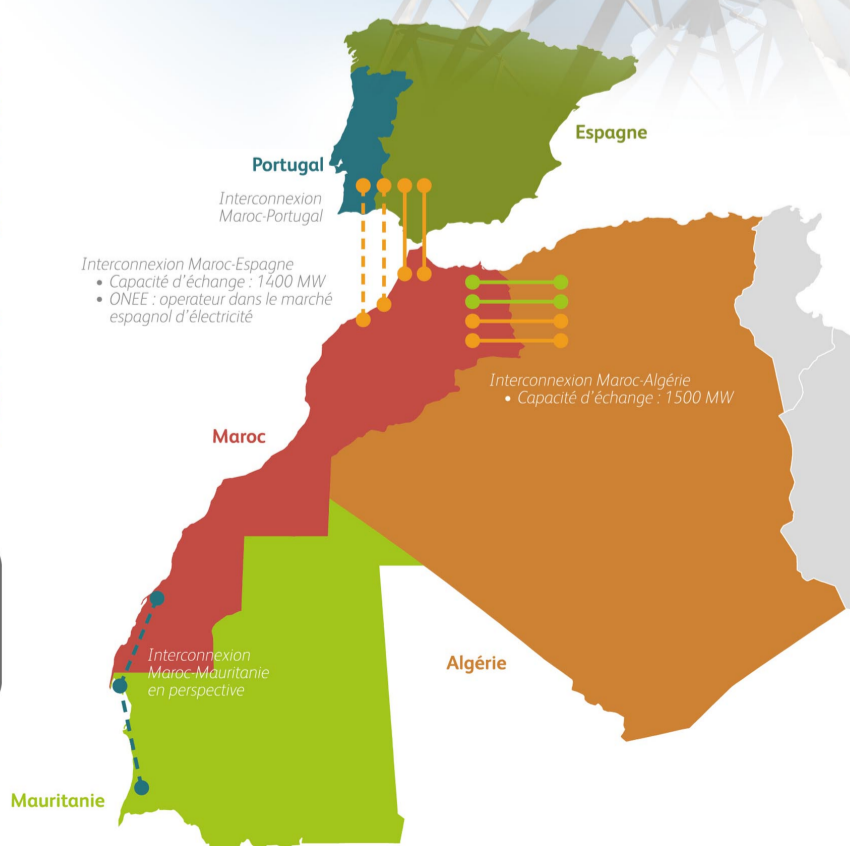 Espagne
Portugal
Interconnexion
Maroc-Portugal
Interconnexion Maroc-Espagne
• Capacité d'échange : 1400 MW
• ONEE : operateur dans le marché
espagnol d'électricité
Interconnexion Maroc-Algérie
• Capacité d'échange : 1500 MW
Maroc
Interconnexion
Maroc-Mauritanie
en perspective
Algérie
Mauritanie